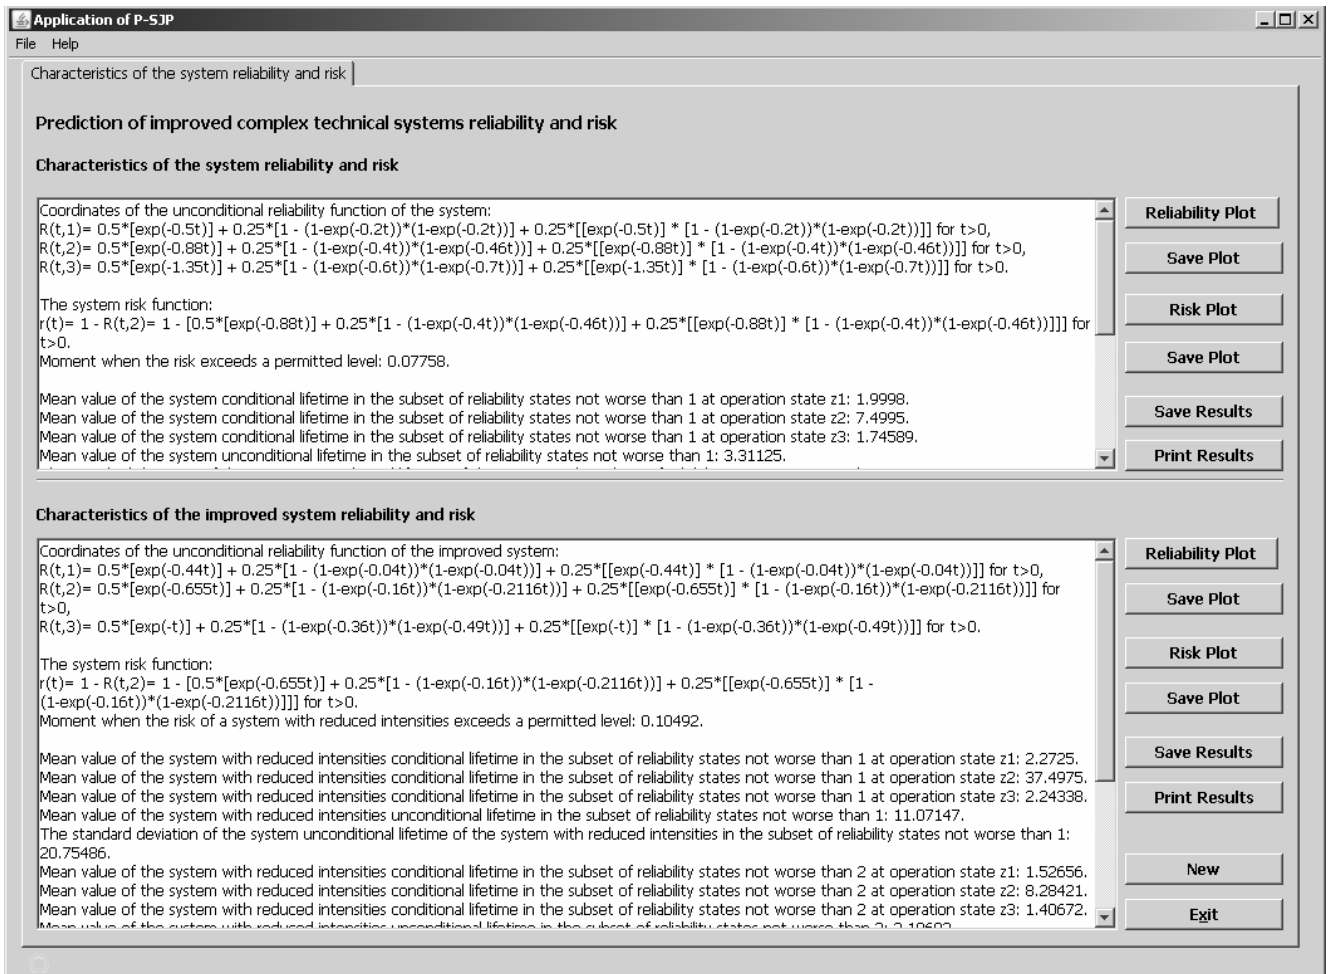 Application of P-SJP
File Help
Characteristics of the system reliability and risk
Prediction of improved complex technical systems reliability and risk
Characteristics of the system reliability and risk
Coordinates of the unconditional reliability function of the system:
R(t,1)= 0.5*[exp(-0.5t)] + 0.25*[1 - (1-exp(-0.2t))*(1-exp(-0.2t))] + 0.25*[[exp(-0.5t)] * [1 - (1-exp(-0.2t))*(1-exp(-0.2t))]] for t>0,
R(t,2)= 0.5*[exp(-0.88t)] + 0.25*[1 - (1-exp(-0.4t))*(1-exp(-0.46t))] + 0.25*[[exp(-0.88t)] * [1 - (1-exp(-0.4t))*(1-exp(-0.46t))]] for t>0,
R(t,3)= 0.5*[exp(-1.35t)] + 0.25*[1 - (1-exp(-0.6t))*(1-exp(-0.7t))] + 0.25*[[exp(-1.35t)] * [1 - (1-exp(-0.6t))*(1-exp(-0.7t))]] for t>0.
The system risk function:
r(t)= 1 - R(t,2)= 1 - [0.5*[exp(-0.88t)] + 0.25*[1 - (1-exp(-0.4t))*(1-exp(-0.46t))] + 0.25*[[exp(-0.88t)] * [1 - (1-exp(-0.4t))*(1-exp(-0.46t))]]] for
t>0.
Moment when the risk exceeds a permitted level: 0.07758.
Mean value of the system conditional lifetime in the subset of reliability states not worse than 1 at operation state z1: 1.9998.
Mean value of the system conditional lifetime in the subset of reliability states not worse than 1 at operation state z2: 7.4995.
Mean value of the system conditional lifetime in the subset of reliability states not worse than 1 at operation state z3: 1.74589.
Mean value of the system unconditional lifetime in the subset of reliability states not worse than 1: 3.31125.
Reliability Plot
Save Plot
Risk Plot
Save Plot
Save Results
Print Results
Characteristics of the improved system reliability and risk
Coordinates of the unconditional reliability function of the improved system:
R(t,1)= 0.5*[exp(-0.44t)] + 0.25*[1 - (1-exp(-0.04t))*(1-exp(-0.04t))] + 0.25*[[exp(-0.44t)] * [1 - (1-exp(-0.04t))*(1-exp(-0.04t))]] for t>0,
R(t,2)= 0.5*[exp(-0.655t)] + 0.25*[1 - (1-exp(-0.16t))*(1-exp(-0.2116t))] + 0.25*[[exp(-0.655t)] * [1 - (1-exp(-0.16t))*(1-exp(-0.2116t))]] for
t>0,
R(t,3)= 0.5*[exp(-t)] + 0.25*[1 - (1-exp(-0.36t))*(1-exp(-0.49t))] + 0.25*[[exp(-t)] * [1 - (1-exp(-0.36t))*(1-exp(-0.49t))]] for t>0.
The system risk function:
r(t)= 1 - R(t,2)= 1 - [0.5*[exp(-0.655t)] + 0.25*[1 - (1-exp(-0.16t))*(1-exp(-0.2116t))] + 0.25*[[exp(-0.655t)] * [1 -
(1-exp(-0.16t))*(1-exp(-0.2116t))]]] for t>0.
Moment when the risk of a system with reduced intensities exceeds a permitted level: 0.10492.
Mean value of the system with reduced intensities conditional lifetime in the subset of reliability states not worse than 1 at operation state z1: 2.2725.
Mean value of the system with reduced intensities conditional lifetime in the subset of reliability states not worse than 1 at operation state z2: 37.4975.
Mean value of the system with reduced intensities conditional lifetime in the subset of reliability states not worse than 1 at operation state z3: 2.24338.
Mean value of the system with reduced intensities unconditional lifetime in the subset of reliability states not worse than 1: 11.07147.
The standard deviation of the system unconditional lifetime of the system with reduced intensities in the subset of reliability states not worse than 1:
20.75486.
Mean value of the system with reduced intensities conditional lifetime in the subset of reliability states not worse than 2 at operation state z1: 1.52656.
Mean value of the system with reduced intensities conditional lifetime in the subset of reliability states not worse than 2 at operation state z2: 8.28421.
Mean value of the system with reduced intensities conditional lifetime in the subset of reliability states not worse than 2 at operation state z3: 1.40672.
Mean value of the system with reduced intensities unconditional lifetime in the subset of reliability states not worse than 2:
Reliability Plot
Save Plot
Risk Plot
Save Plot
Save Results
Print Results
New
Exit